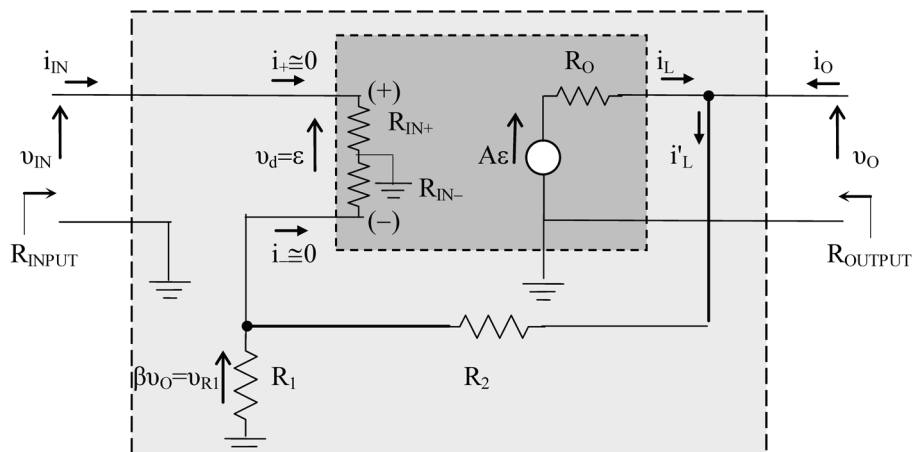 i_IN
i_+≅0
R_O
i_L
i_O
(+)
R_IN+
υ_IN
υ_d=ε
Aε
i'_L
υ_O
R_IN−
(−)
R_INPUT
i_−≅0
R_OUTPUT
βυ_O=υ_R1
R_1
R_2